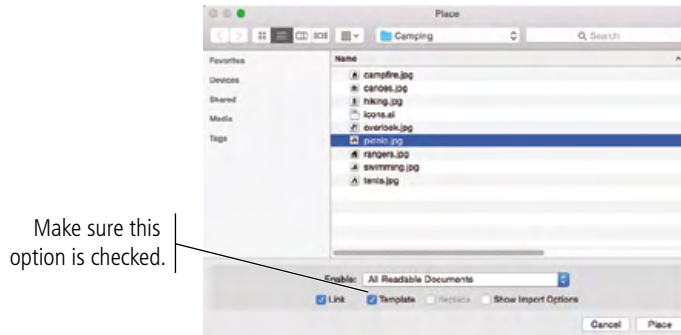 Place
Camping
Search
Favorites
Devices
Shared
Media
Tags
Name
campfire.jpg
canoes.jpg
hiking.jpg
icons.ai
overlook.jpg
picnic.jpg
rangers.jpg
swimming.jpg
tents.jpg
Make sure this
option is checked.
Enable: All Readable Documents
Link Template Replace Show Import Options
Cancel Place